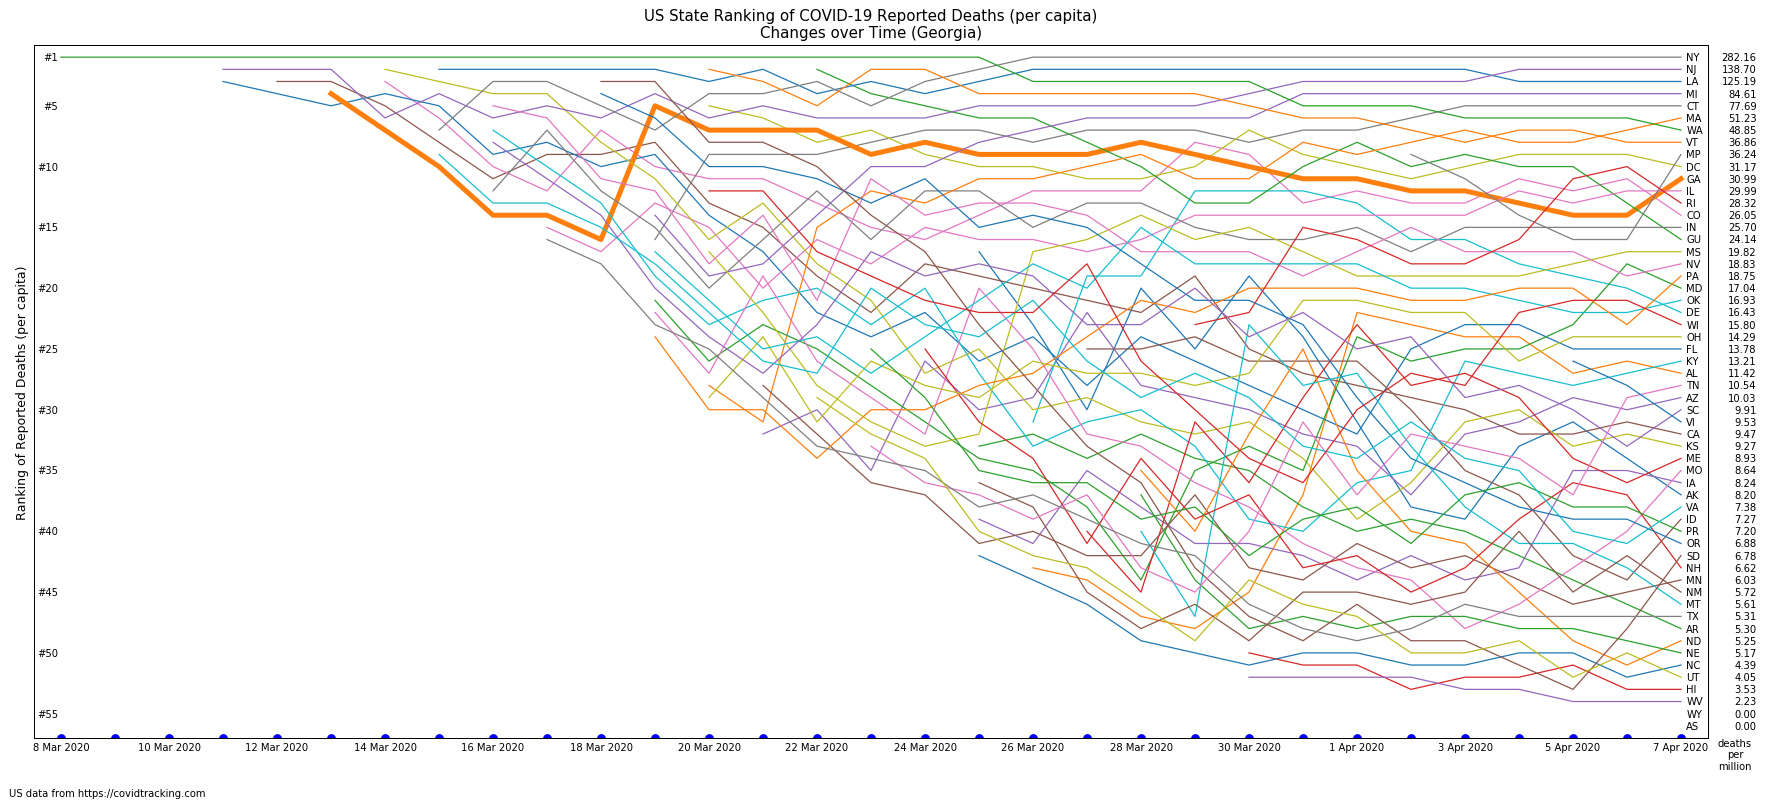 US State Ranking of COVID-19 Reported Deaths (per capita)
Changes over Time (Georgia)
Ranking of Reported Deaths (per capita)
#1
#5
#10
#15
#20
#25
#30
#35
#40
#45
#50
#55
NY 282.16
NJ 138.70
LA 125.19
MI 84.61
CT 77.69
MA 51.23
WA 48.85
VT 36.86
MP 36.24
DC 31.17
GA 30.99
IL 29.99
RI 28.32
CO 26.05
IN 25.70
GU 24.14
MS 19.82
NV 18.83
PA 18.75
MD 17.04
OK 16.93
DE 16.43
WI 15.80
OH 14.29
FL 13.78
KY 13.21
AL 11.42
TN 10.54
AZ 10.03
SC 9.91
VI 9.53
CA 9.47
KS 9.27
ME 8.93
MO 8.64
IA 8.24
AK 8.20
VA 7.38
ID 7.27
PR 7.20
OR 6.88
SD 6.78
NH 6.62
MN 6.03
NM 5.72
MT 5.61
TX 5.31
AR 5.30
ND 5.25
NE 5.17
NC 4.39
UT 4.05
HI 3.53
WV 2.23
WY 0.00
AS 0.00
8 Mar 2020 10 Mar 2020 12 Mar 2020 14 Mar 2020 16 Mar 2020 18 Mar 2020 20 Mar 2020 22 Mar 2020 24 Mar 2020 26 Mar 2020 28 Mar 2020 30 Mar 2020 1 Apr 2020 3 Apr 2020 5 Apr 2020 7 Apr 2020
deaths
per
million
US data from https://covidtracking.com